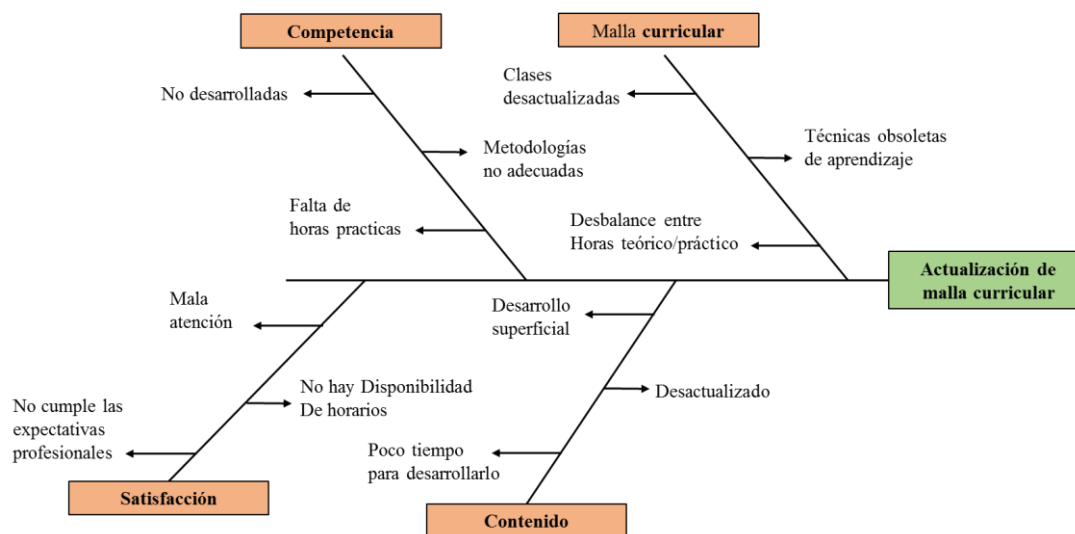 Competencia
Malla curricular
No desarrolladas
Clases
desactualizadas
Metodologías
no adecuadas
Técnicas obsoletas
de aprendizaje
Falta de
horas practicas
Desbalance entre
Horas teórico/práctico
Actualización de
malla curricular
Mala
atención
Desarrollo
superficial
No hay Disponibilidad
De horarios
Desactualizado
No cumple las
expectativas
profesionales
Poco tiempo
para desarrollarlo
Satisfacción
Contenido